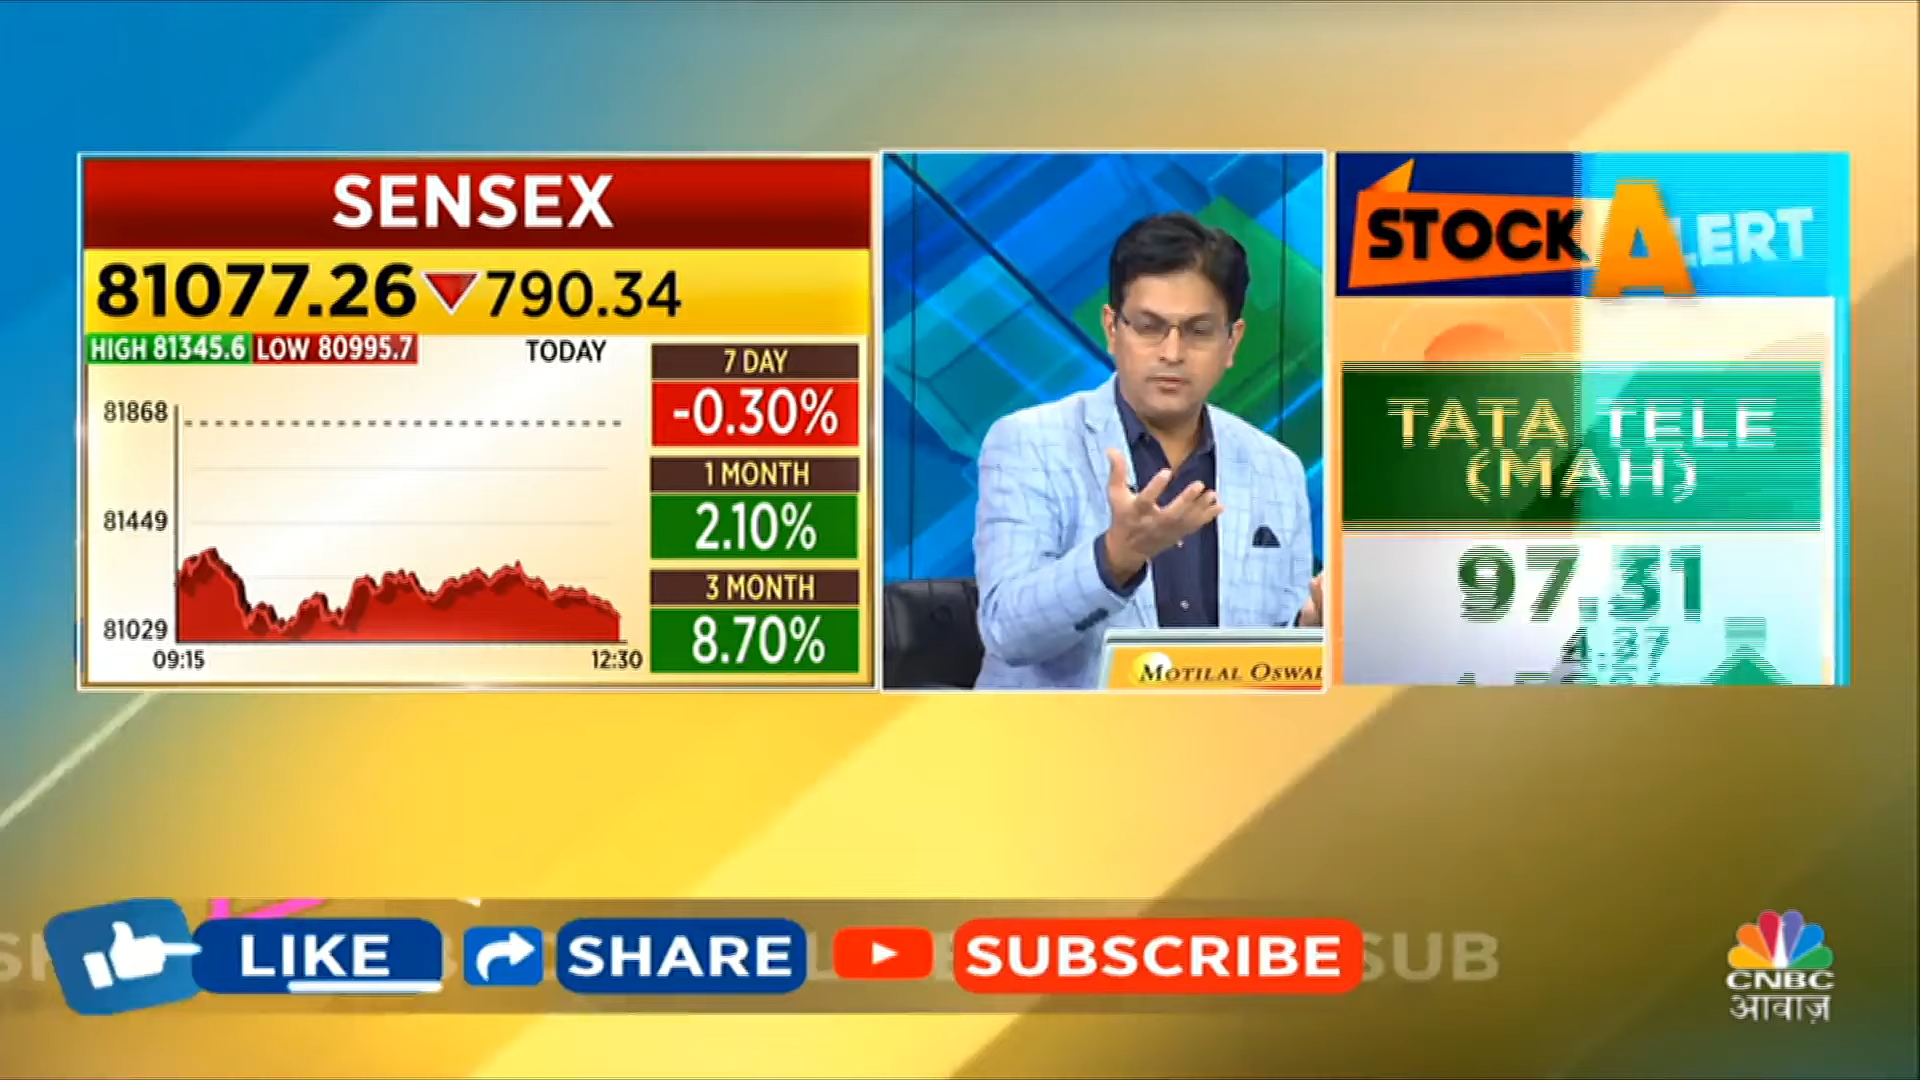 SENSEX
81077.26 790.34
HIGH 81345.6 LOW 80995.7
TODAY
81868
81449
81029
09:15
12:30
7 DAY
-0.30%
1 MONTH
2.10%
3 MONTH
8.70%
MOTILAL OSWAL
STOCK ALERT
TATA TELE
(MAH)
97.31
4.27
LIKE
SHARE
SUBSCRIBE
SUB
CNBC
आवाज़